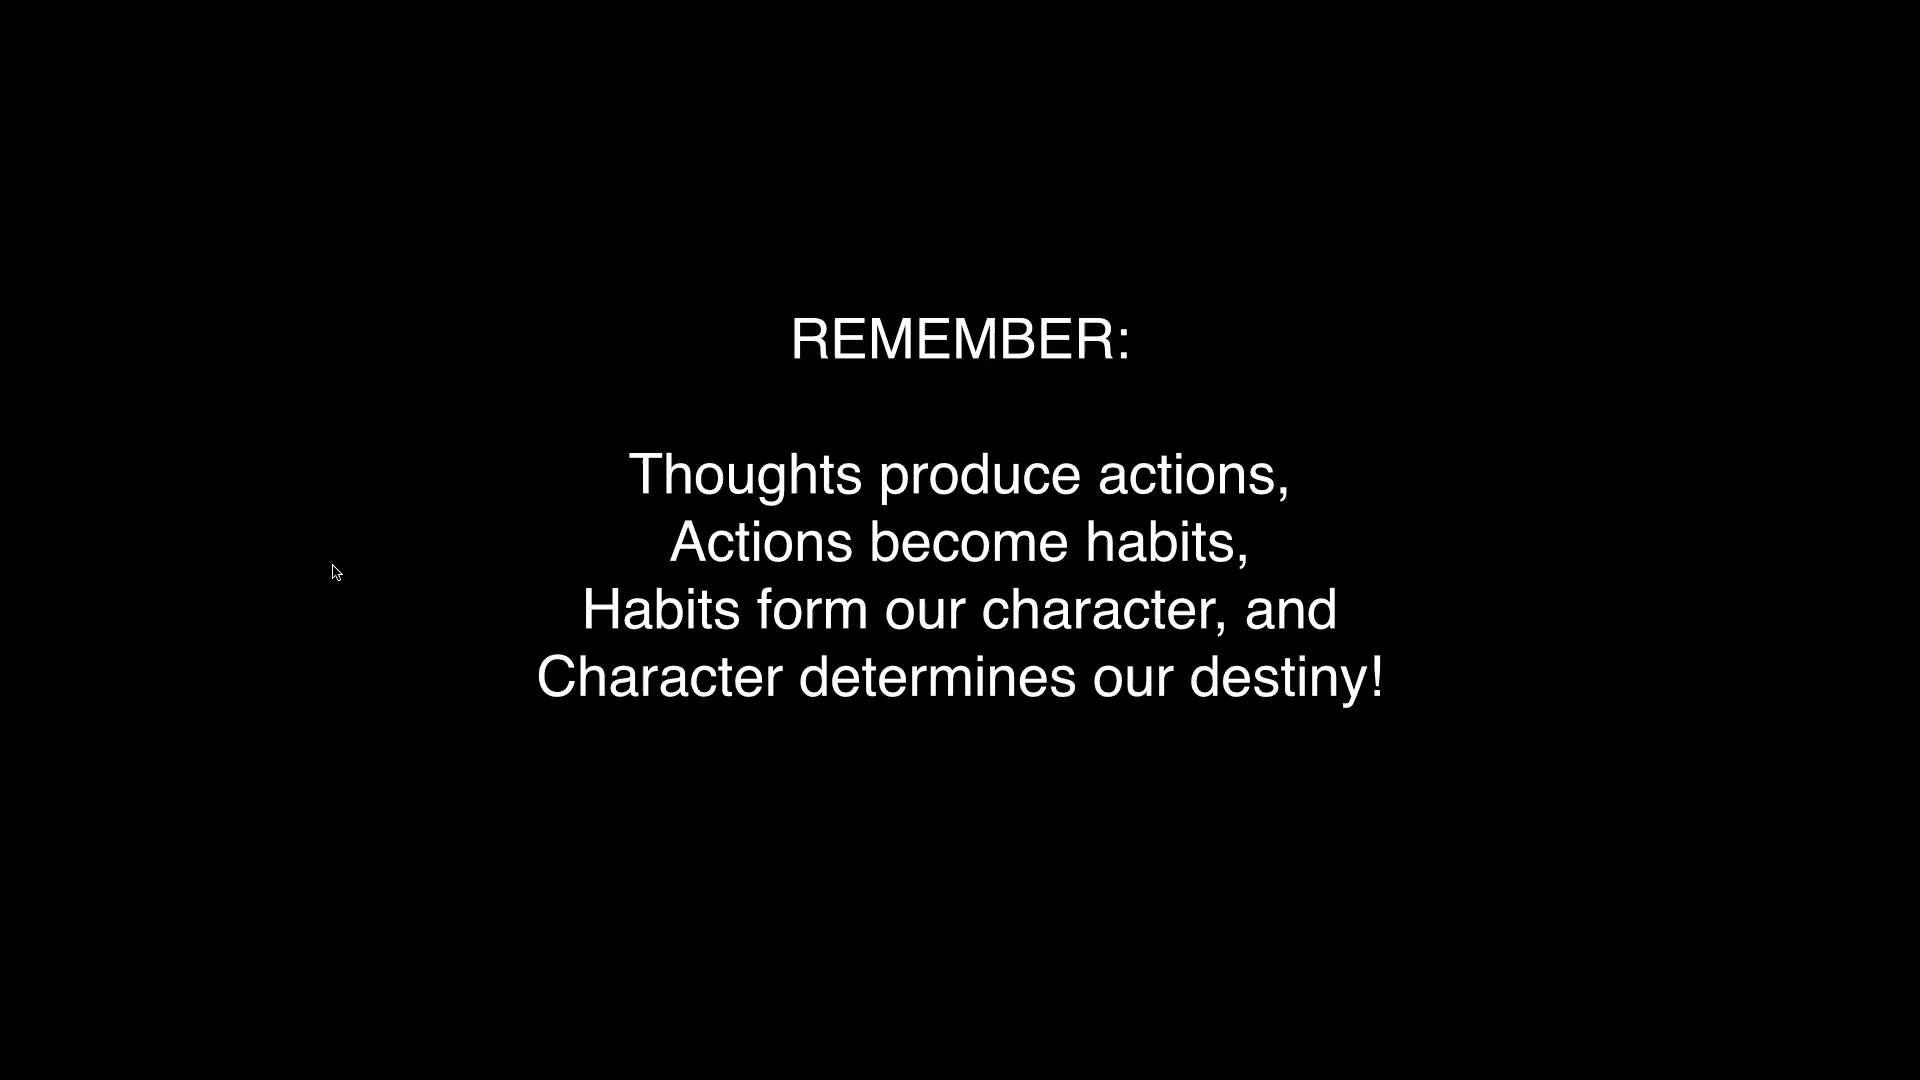 REMEMBER:
Thoughts produce actions,
Actions become habits,
Habits form our character, and
Character determines our destiny!